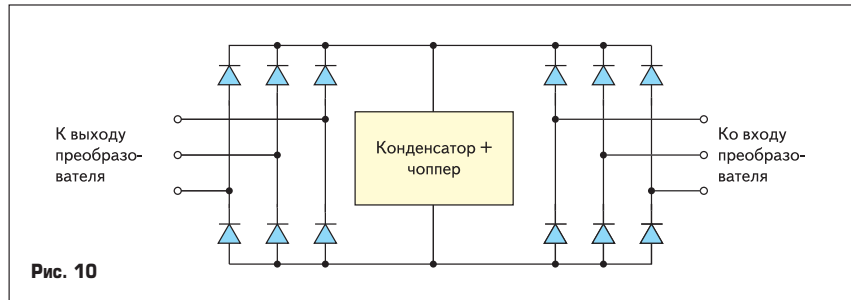 К выходу
преобразо-
вателя
Конденсатор +
чоппер
Ко входу
преобразо-
вателя
Рис. 10